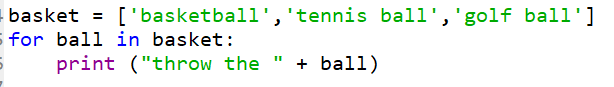 basket = ['basketball','tennis ball','golf ball']
for ball in basket:
    print ("throw the " + ball)